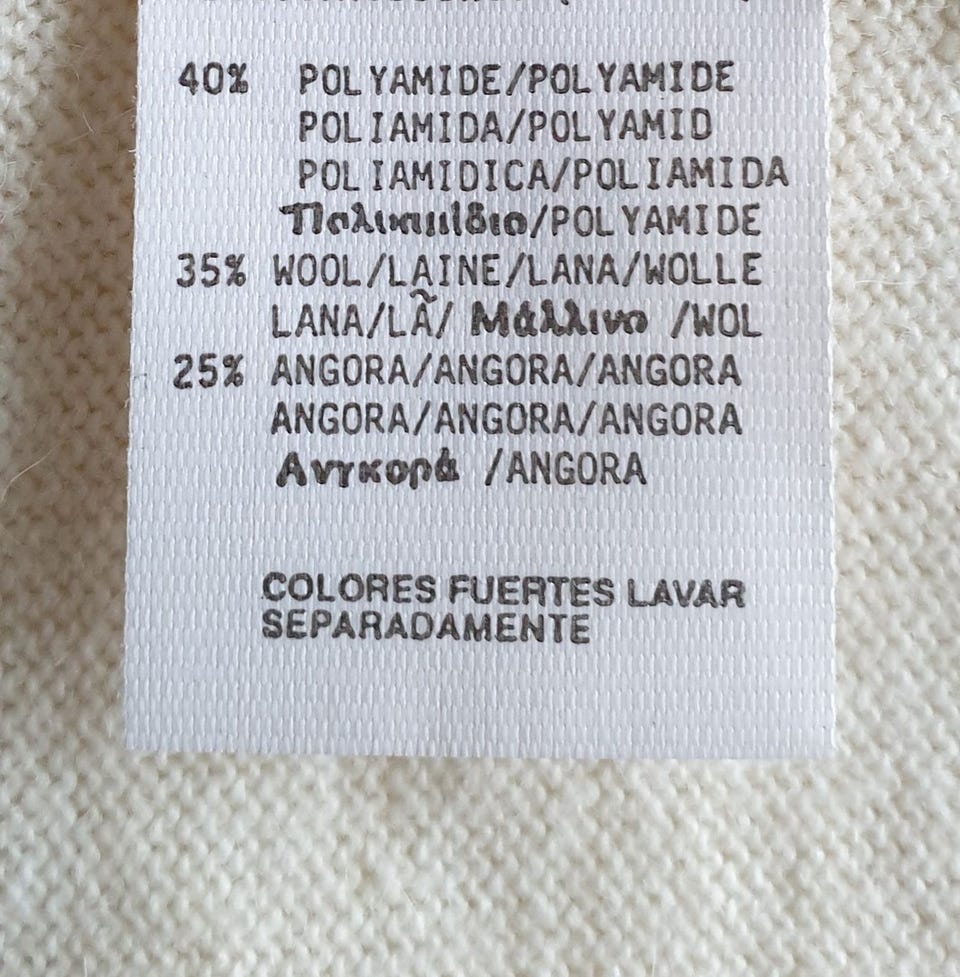 40% POLYAMIDE/POLYAMIDE
POLIAMIDA/POLYAMID
POLIAMIDICA/POLIAMIDA
/POLYAMIDE
35% WOOL/LAINE/LANA/WOLLE
LANA/LÃ/ Μάλλινο /WOL
25% ANGORA/ANGORA/ANGORA
ANGORA/ANGORA/ANGORA
Ανγκορά /ANGORA
COLORES FUERTES LAVAR
SEPARADAMENTE